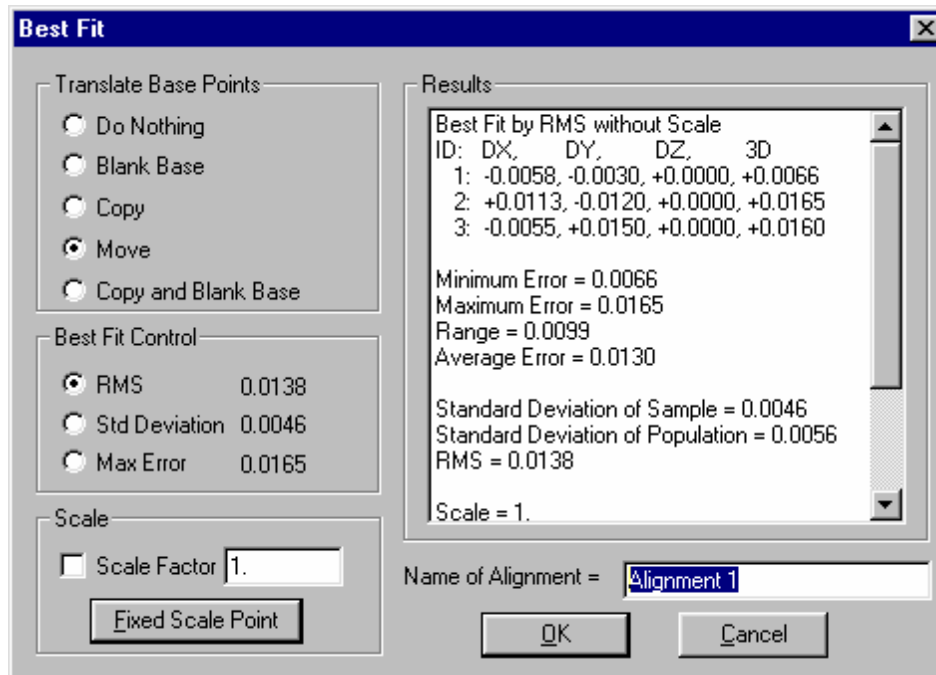 Best Fit
Translate Base Points
Do Nothing
Blank Base
Copy
Move
Copy and Blank Base
Best Fit Control
RMS 0.0138
Std Deviation 0.0046
Max Error 0.0165
Scale
Scale Factor 1.
Fixed Scale Point
Results
Best Fit by RMS without Scale
ID: DX, DY, DZ, 3D
1: -0.0058, -0.0030, +0.0000, +0.0066
2: +0.0113, -0.0120, +0.0000, +0.0165
3: -0.0055, +0.0150, +0.0000, +0.0160
Minimum Error = 0.0066
Maximum Error = 0.0165
Range = 0.0099
Average Error = 0.0130
Standard Deviation of Sample = 0.0046
Standard Deviation of Population = 0.0056
RMS = 0.0138
Scale = 1.
Name of Alignment = Alignment 1
OK Cancel